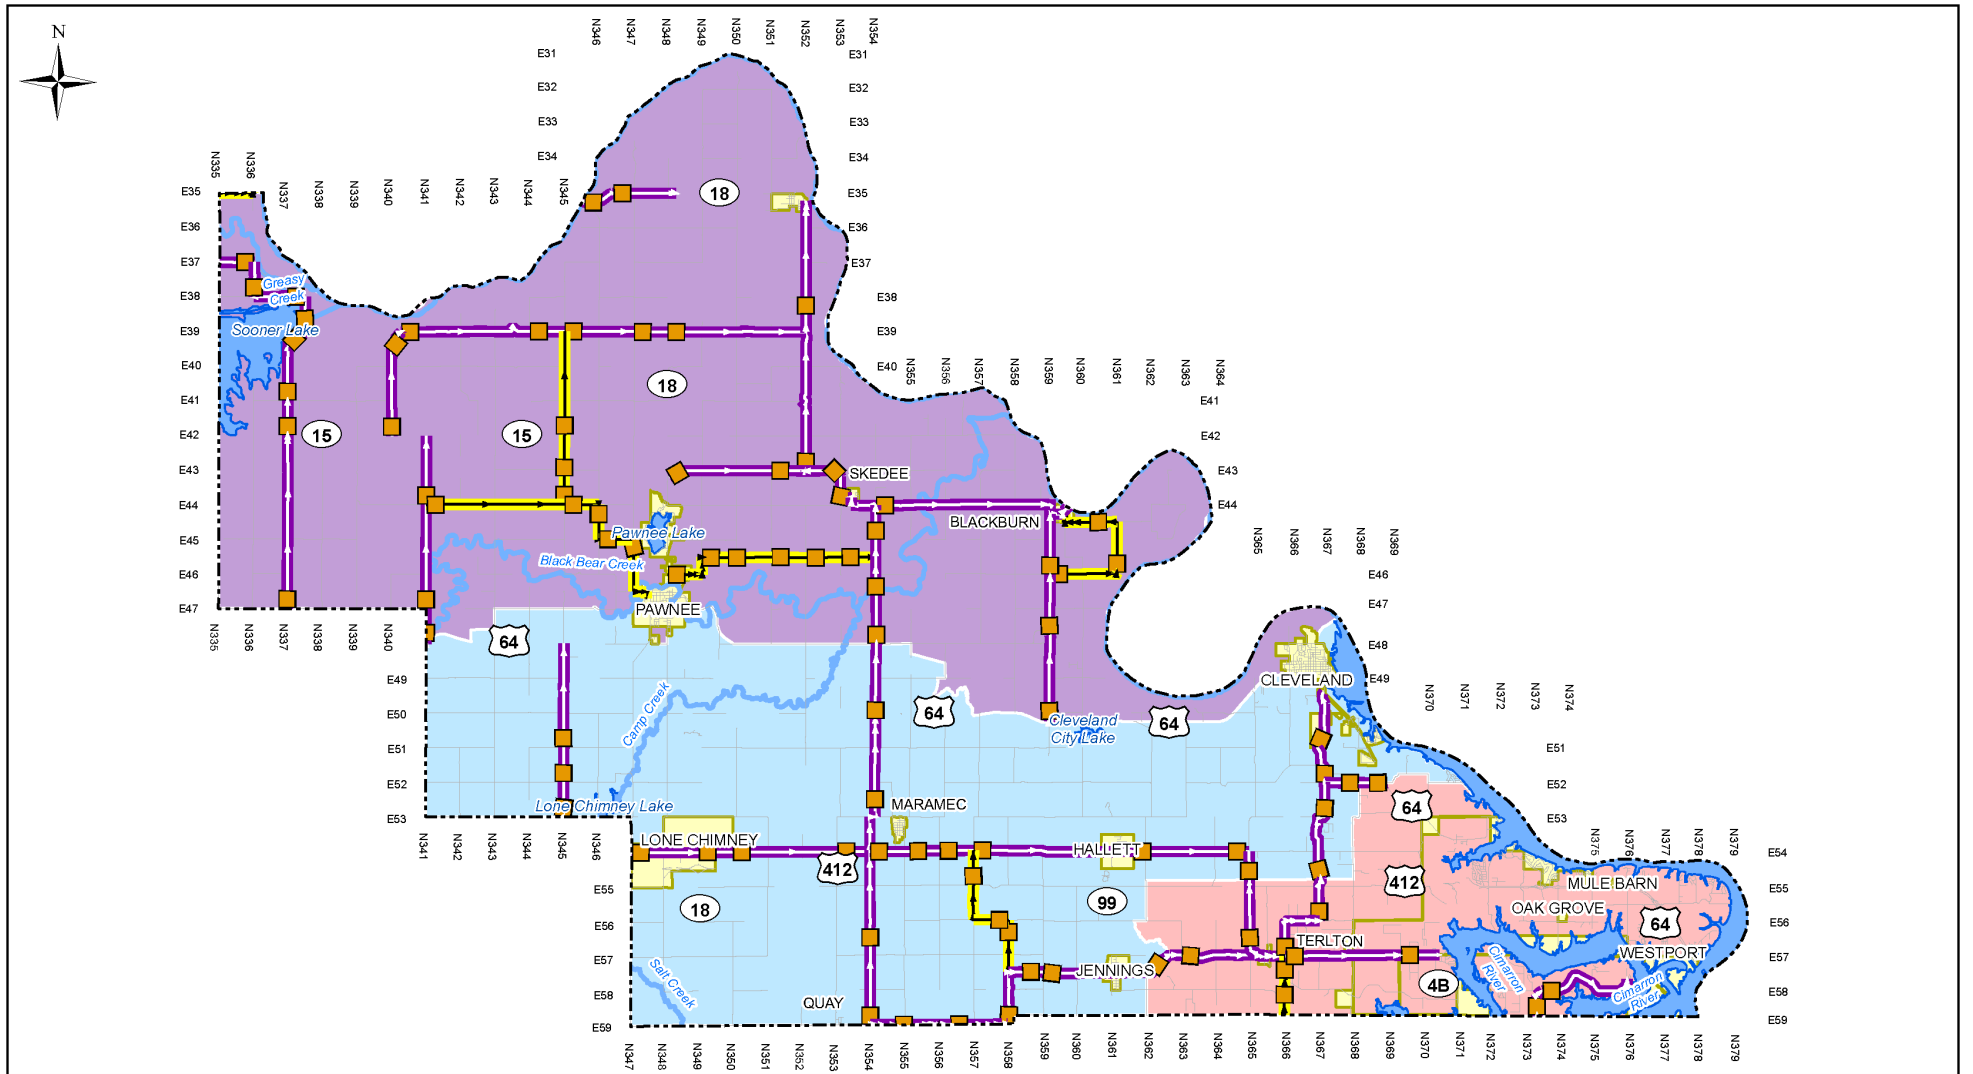 N
N346
N347
N348
N349
N350
N351
N352
N353
N354
E31
E32
E33
E34
E31
E32
E33
E34
E35
E36
E37
E38
E39
E40
N335
N336
N337
N338
N339
N340
N341
N342
N343
N344
N345
E35
E36
E37
E38
E39
E40
E41
E42
E43
E44
E45
E46
E47
18
Greasy
Creek
Sooner Lake
18
15
15
N355
N356
N357
N358
N359
N360
N361
N362
N363
N364
E41
E42
E43
E44
SKEDEE
BLACKBURN
Pawnee Lake
Black Bear Creek
PAWNEE
N365
N366
N367
N368
N369
E46
E47
E48
E49
N335
N336
N337
N338
N339
N340
64
E49
E50
E51
E52
E53
Camp Creek
64
Cleveland
City Lake
64
CLEVELAND
N370
N371
N372
N373
N374
E51
E52
E53
Lone Chimney Lake
MARAMEC
64
N341
N342
N343
N344
N345
N346
LONE CHIMNEY
412
HALLETT
412
N375
N376
N377
N378
N379
E54
E55
E56
E57
E58
E59
MULE BARN
OAK GROVE
64
WESTPORT
E55
E56
E57
E58
E59
18
99
TERLTON
JENNINGS
4B
Cimarron
River
Cimarron
River
Salt Creek
QUAY
N347
N348
N349
N350
N351
N352
N353
N354
N355
N356
N357
N358
N359
N360
N361
N362
N363
N364
N365
N366
N367
N368
N369
N370
N371
N372
N373
N374
N375
N376
N377
N378
N379